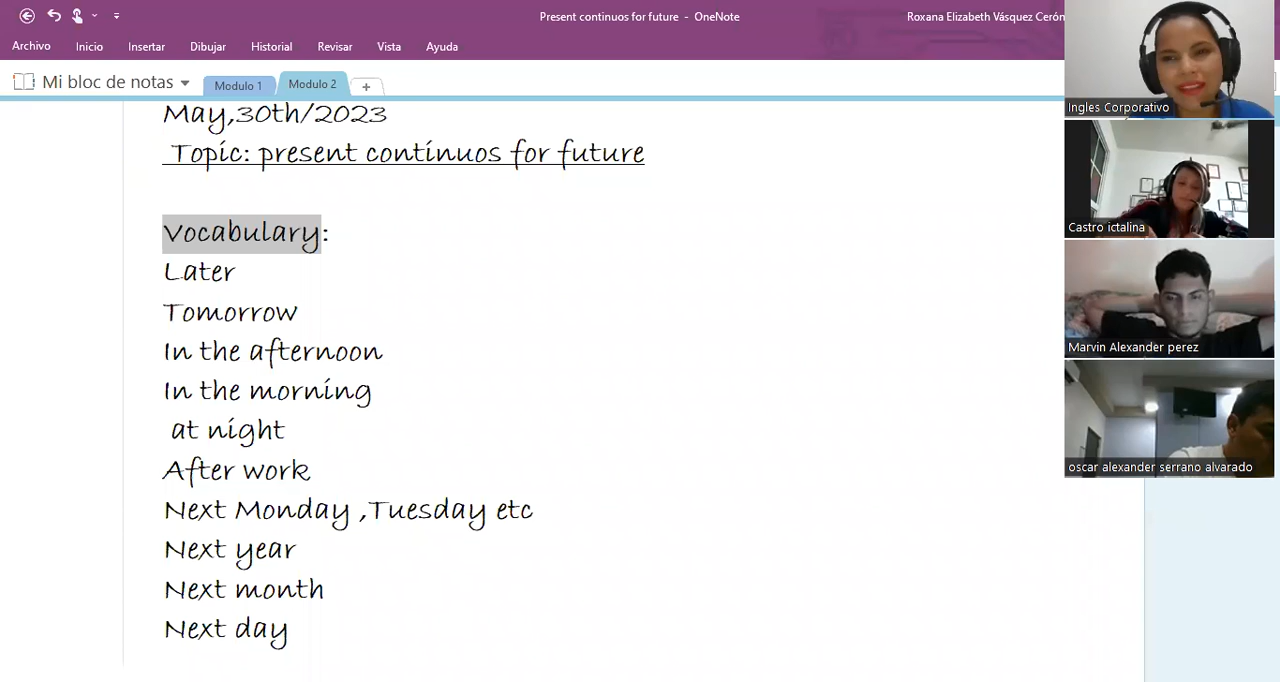 Present continuos for future - OneNote
Roxana Elizabeth Vásquez Cerón
Archivo Inicio Insertar Dibujar Historial Revisar Vista Ayuda
Mi bloc de notas Modulo 1 Modulo 2 +
May,30th/2023
Topic: present continuos for future
Vocabulary:
Later
Tomorrow
In the afternoon
In the morning
at night
After work
Next Monday ,Tuesday etc
Next year
Next month
Next day
Ingles Corporativo
Castro ictalina
Marvin Alexander perez
oscar alexander serrano alvarado